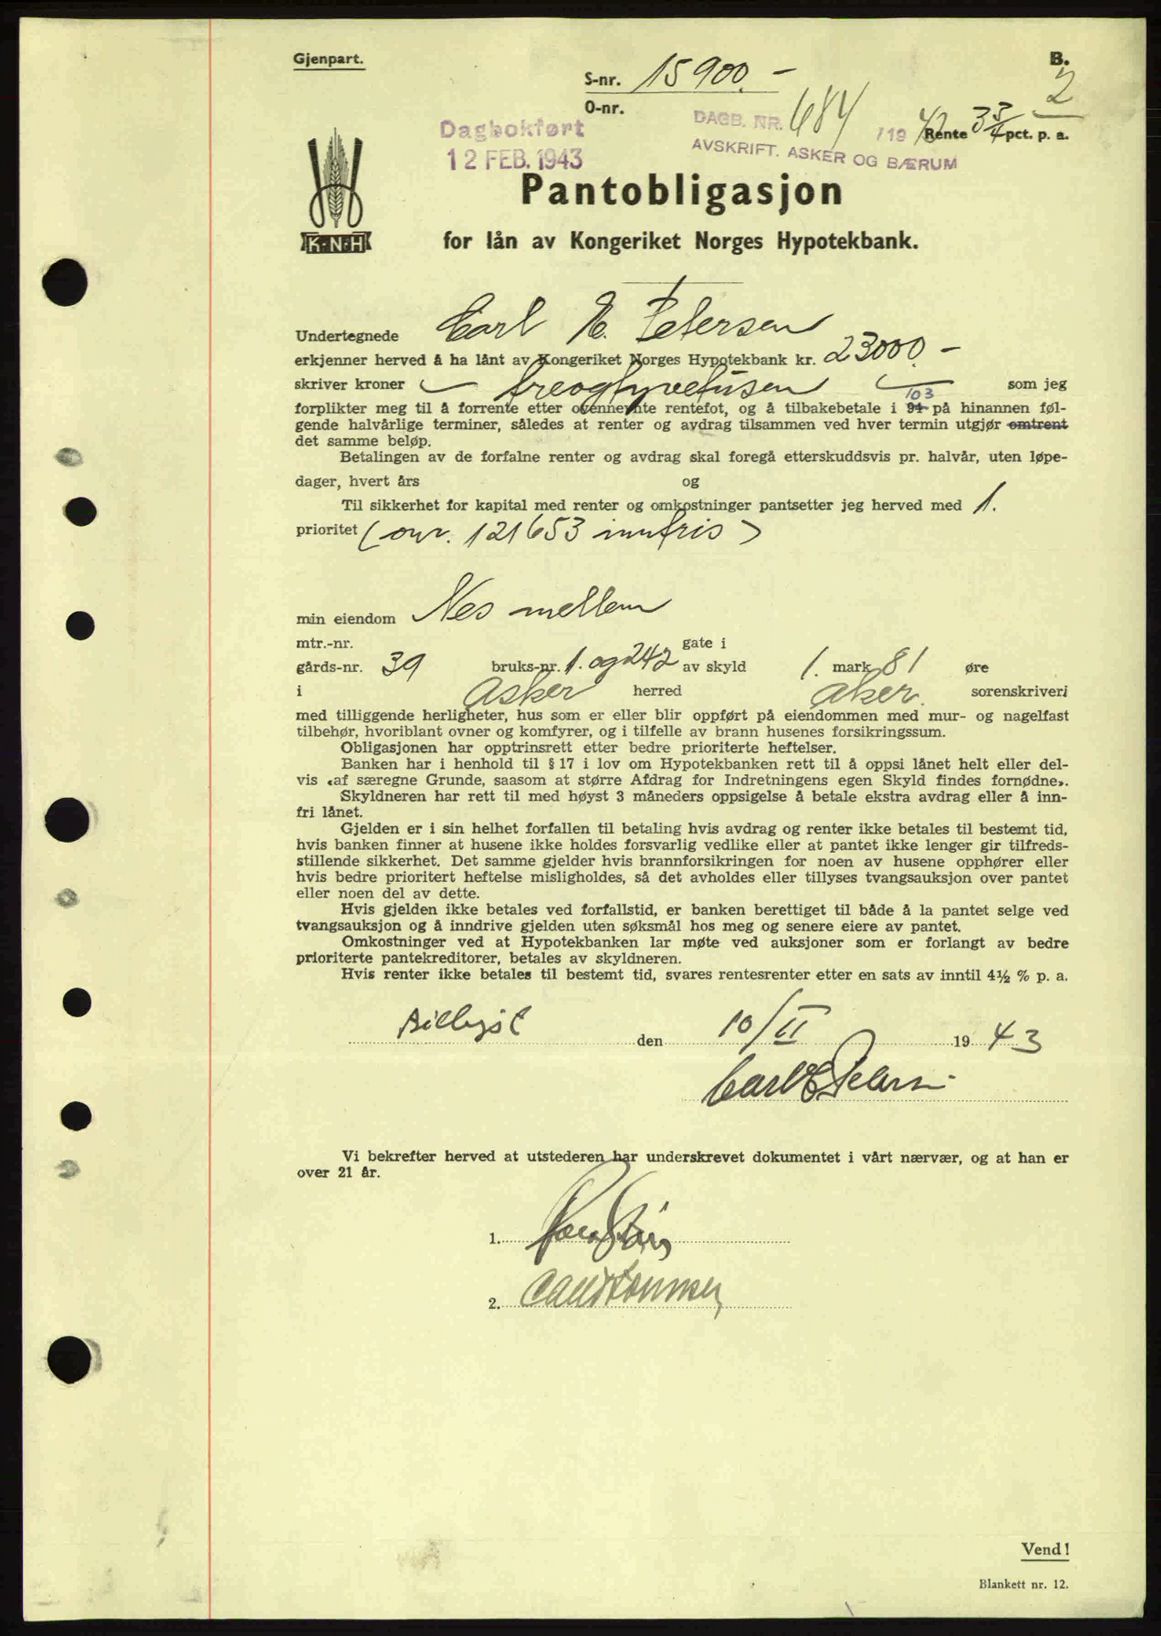 Gjenpart.
B.
2
S-nr. 15900.-
O-nr.
DAGB. NR. 684 /1943 Rente 3 3/4 pct. p. a.
AVSKRIFT. ASKER OG BÆRUM
Dagbokført
12 FEB. 1943
K·N·H
Pantobligasjon
for lån av Kongeriket Norges Hypotekbank.
Undertegnede Carl E. Petersen
erkjenner herved å ha lånt av Kongeriket Norges Hypotekbank kr. 23000.-
skriver kroner - treogtyvetusen - som jeg
103
forplikter meg til å forrente etter ovennevnte rentefot, og å tilbakebetale i 94 på hinannen føl-
gende halvårlige terminer, således at renter og avdrag tilsammen ved hver termin utgjør omtrent
det samme beløp.
Betalingen av de forfalne renter og avdrag skal foregå etterskuddsvis pr. halvår, uten løpe-
dager, hvert års og
Til sikkerhet for kapital med renter og omkostninger pantsetter jeg herved med 1.
prioritet (onr. 121653 innfris)
min eiendom Nes mellem
mtr.-nr. gate i
gårds-nr. 39 bruks-nr. 1. og 242 av skyld 1. mark 81 øre
i Asker herred Aker. sorenskriveri
med tilliggende herligheter, hus som er eller blir oppført på eiendommen med mur- og nagelfast
tilbehør, hvoriblant ovner og komfyrer, og i tilfelle av brann husenes forsikringssum.
Obligasjonen har opptrinsrett etter bedre prioriterte heftelser.
Banken har i henhold til § 17 i lov om Hypotekbanken rett til å oppsi lånet helt eller del-
vis «af særegne Grunde, saasom at større Afdrag for Indretningens egen Skyld findes fornødne».
Skyldneren har rett til med høyst 3 måneders oppsigelse å betale ekstra avdrag eller å inn-
fri lånet.
Gjelden er i sin helhet forfallen til betaling hvis avdrag og renter ikke betales til bestemt tid,
hvis banken finner at husene ikke holdes forsvarlig vedlike eller at pantet ikke lenger gir tilfreds-
stillende sikkerhet. Det samme gjelder hvis brannforsikringen for noen av husene opphører eller
hvis bedre prioritert heftelse misligholdes, så det avholdes eller tillyses tvangsauksjon over pantet
eller noen del av dette.
Hvis gjelden ikke betales ved forfallstid, er banken berettiget til både å la pantet selge ved
tvangsauksjon og å inndrive gjelden uten søksmål hos meg og senere eiere av pantet.
Omkostninger ved at Hypotekbanken lar møte ved auksjoner som er forlangt av bedre
prioriterte pantekreditorer, betales av skyldneren.
Hvis renter ikke betales til bestemt tid, svares rentesrenter etter en sats av inntil 4½ % p. a.
den 10/II 1943
Carl E Petersen
Vi bekrefter herved at utstederen har underskrevet dokumentet i vårt nærvær, og at han er
over 21 år.
1.
2.
Vend!
Blankett nr. 12.